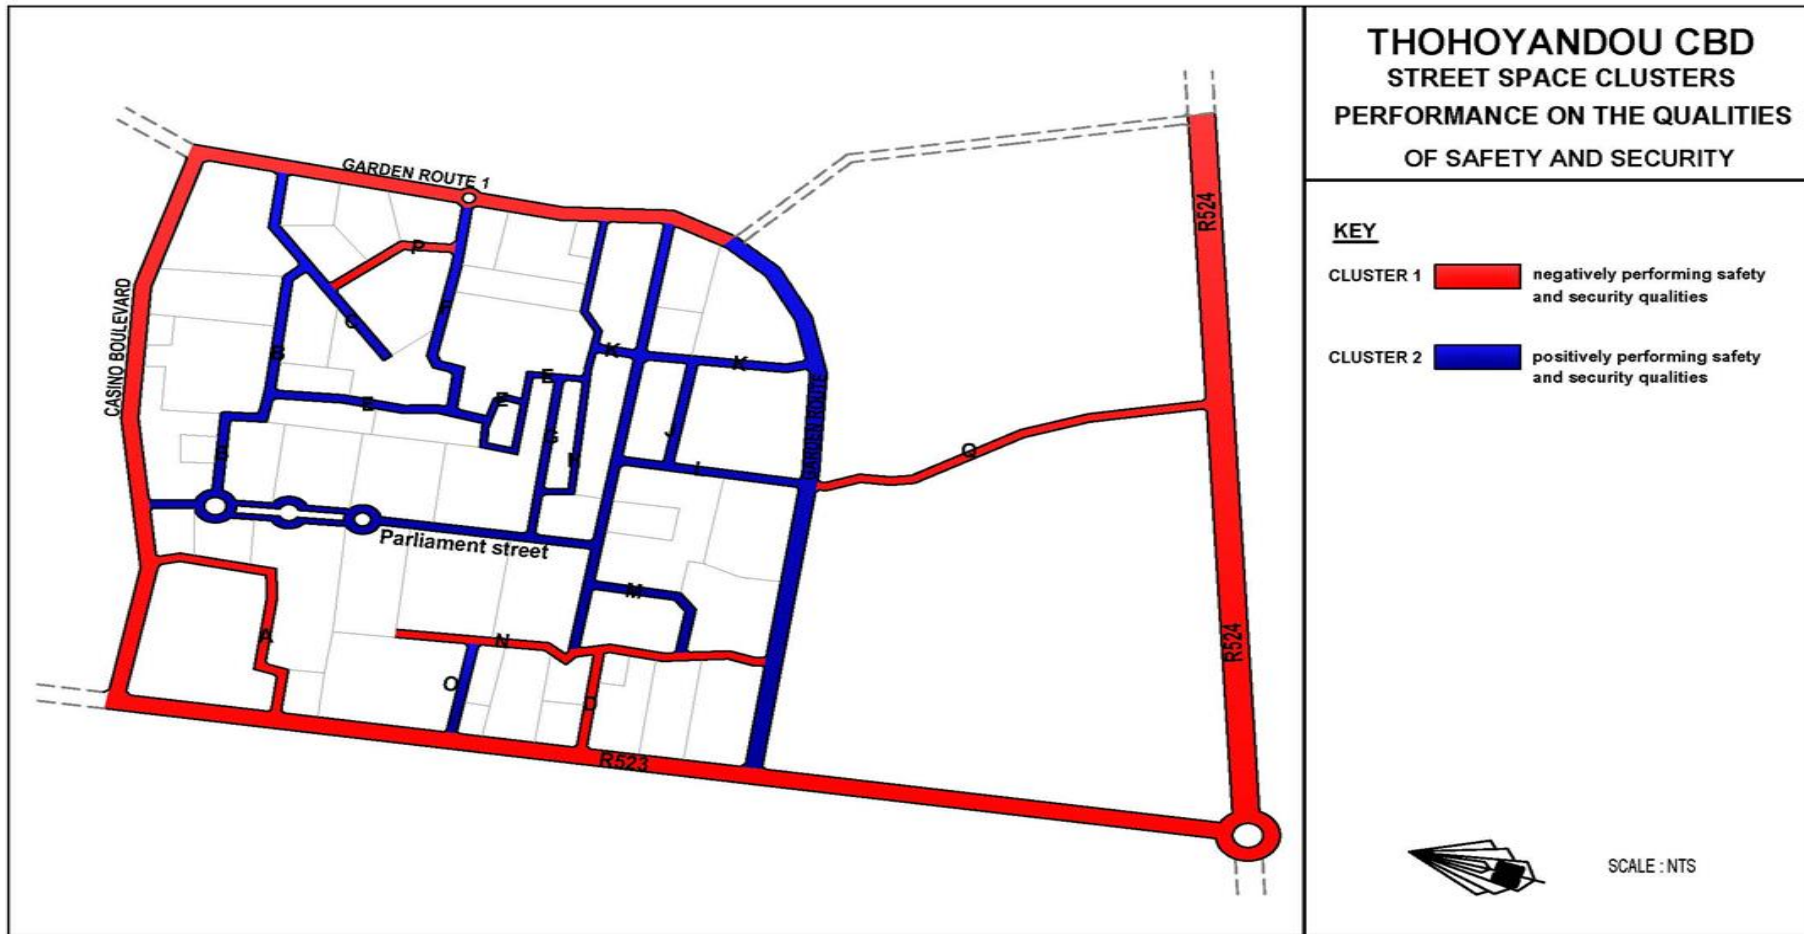 THOHOYANDOU CBD
STREET SPACE CLUSTERS
PERFORMANCE ON THE QUALITIES
OF SAFETY AND SECURITY
KEY
CLUSTER 1
negatively performing safety
and security qualities
CLUSTER 2
positively performing safety
and security qualities
SCALE : NTS
GARDEN ROUTE 1
CASINO BOULEVARD
R524
P
C
F
B
K
K
E
E
E
G
J
L
B
GARDEN ROUTE
Q
Parliament street
M
A
N
O
D
R523
R524